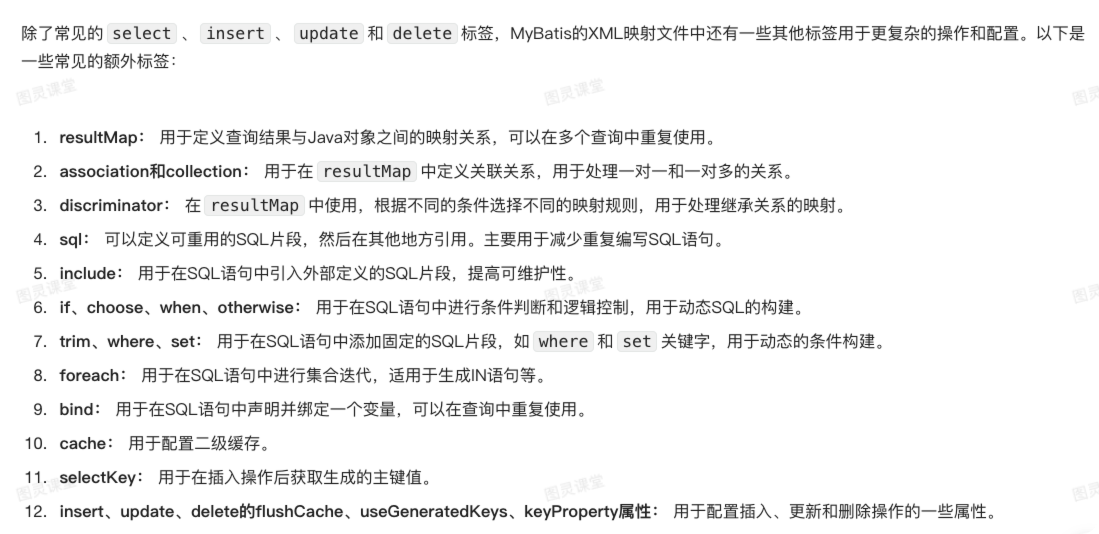 除了常见的 select 、 insert 、 update 和 delete 标签，MyBatis的XML映射文件中还有一些其他标签用于更复杂的操作和配置。以下是
一些常见的额外标签：
图灵课堂
图灵课堂
图灵
1. resultMap： 用于定义查询结果与Java对象之间的映射关系，可以在多个查询中重复使用。
2. association和collection： 用于在 resultMap 中定义关联关系，用于处理一对一和一对多的关系。
3. discriminator： 在 resultMap 中使用，根据不同的条件选择不同的映射规则，用于处理继承关系的映射。
4. sql： 可以定义可重用的SQL片段，然后在其他地方引用。主要用于减少重复编写SQL语句。
5. include： 用于在SQL语句中引入外部定义的SQL片段，提高可维护性。
图灵课堂
图灵课堂
图灵
6. if、choose、when、otherwise： 用于在SQL语句中进行条件判断和逻辑控制，用于动态SQL的构建。
7. trim、where、set： 用于在SQL语句中添加固定的SQL片段，如 where 和 set 关键字，用于动态的条件构建。
8. foreach： 用于在SQL语句中进行集合迭代，适用于生成IN语句等。
9. bind： 用于在SQL语句中声明并绑定一个变量，可以在查询中重复使用。
10. cache： 用于配置二级缓存。
11. selectKey： 用于在插入操作后获取生成的主键值。
图灵课堂
图灵课堂
图灵
12. insert、update、delete的flushCache、useGeneratedKeys、keyProperty属性： 用于配置插入、更新和删除操作的一些属性。